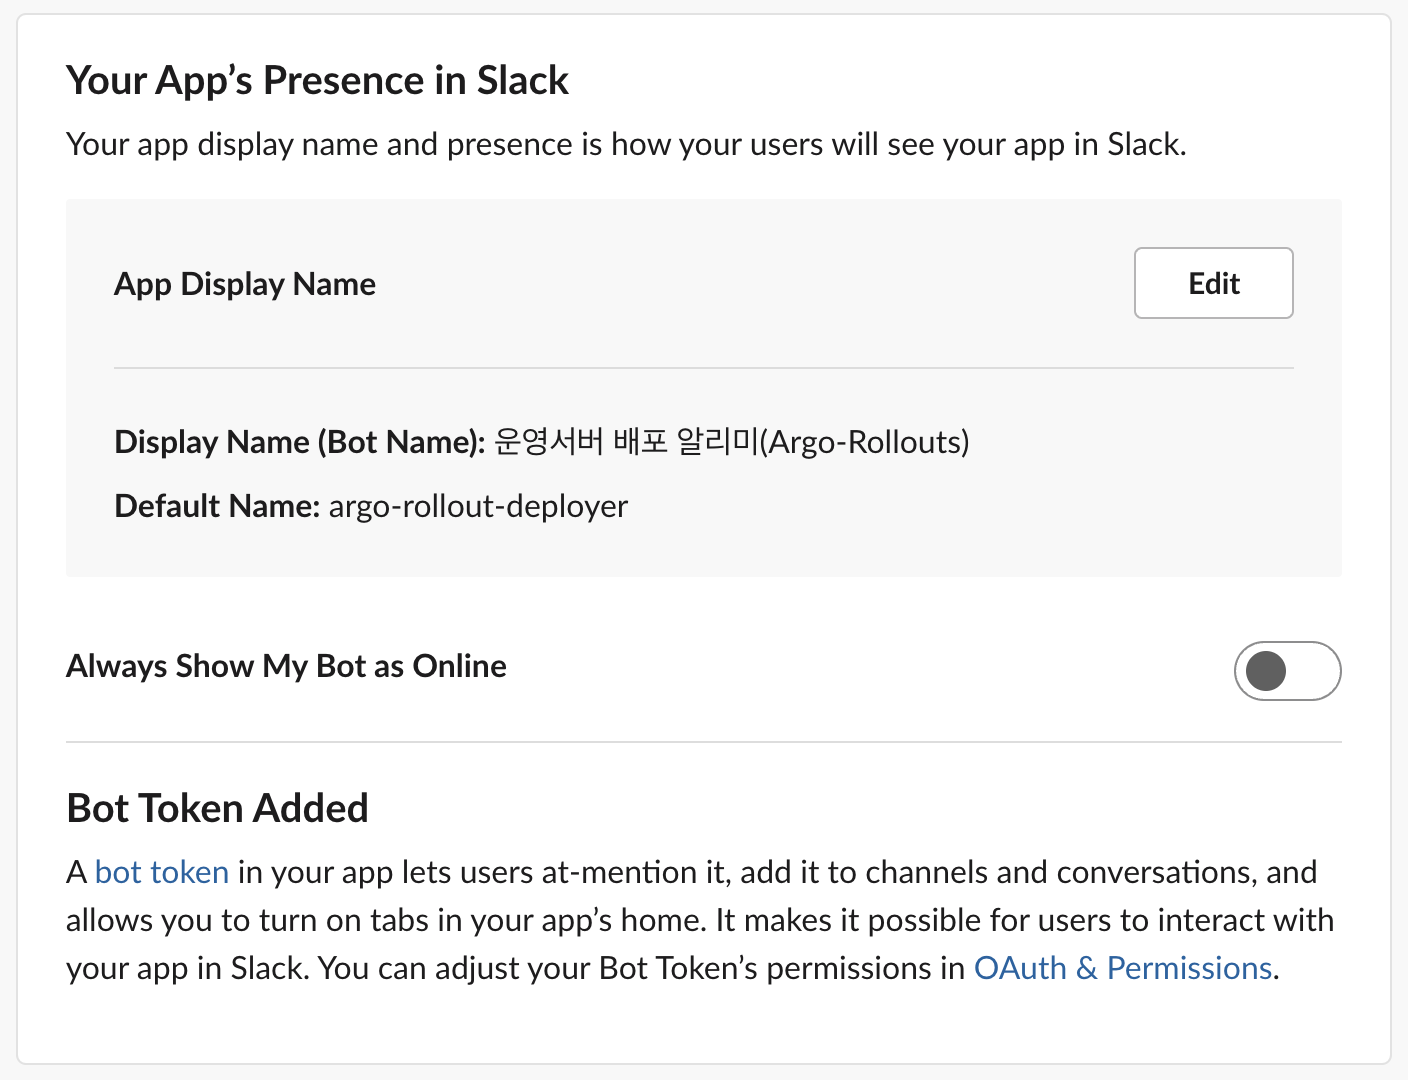 Your App’s Presence in Slack
Your app display name and presence is how your users will see your app in Slack.
App Display Name
Edit
Display Name (Bot Name): 운영서버 배포 알리미(Argo-Rollouts)
Default Name: argo-rollout-deployer
Always Show My Bot as Online
Bot Token Added
A bot token in your app lets users at-mention it, add it to channels and conversations, and
allows you to turn on tabs in your app’s home. It makes it possible for users to interact with
your app in Slack. You can adjust your Bot Token’s permissions in OAuth & Permissions.